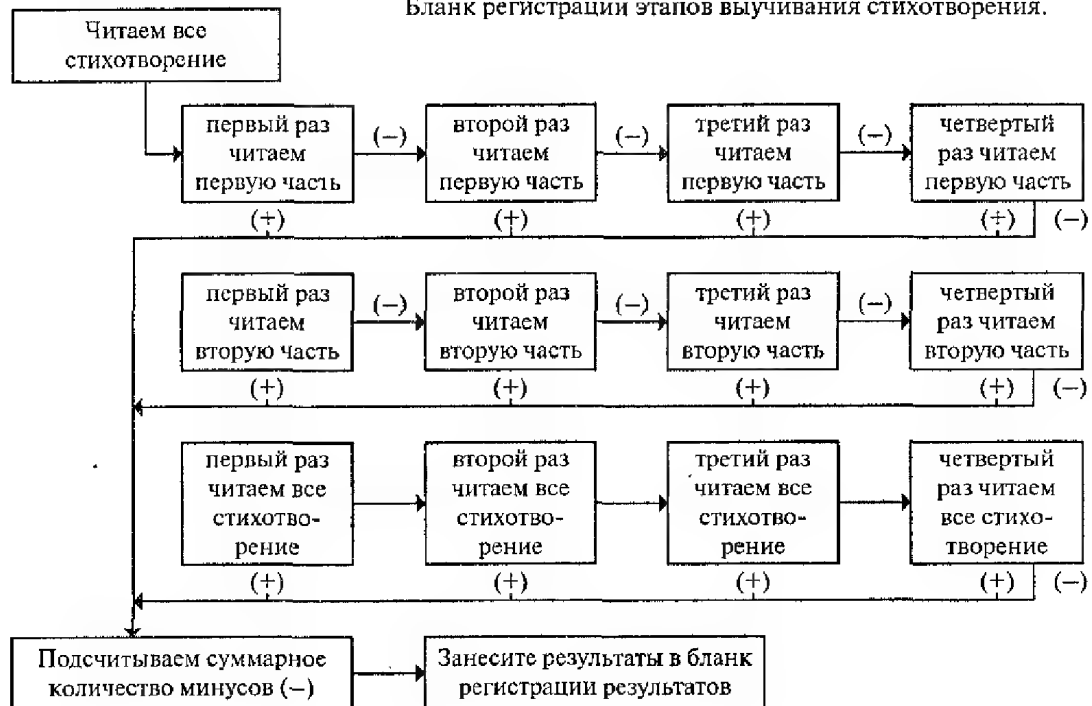 Бланк регистрации этапов выучивания стихотворения.
Читаем все
стихотворение
первый раз
читаем
первую часть
(−)
второй раз
читаем
первую часть
(−)
третий раз
читаем
первую часть
(−)
четвертый
раз читаем
первую часть
(+)
(+)
(+)
(+)
(−)
первый раз
читаем
вторую часть
(−)
второй раз
читаем
вторую часть
(−)
третий раз
читаем
вторую часть
(−)
четвертый
раз читаем
вторую часть
(+)
(+)
(+)
(+)
(−)
первый раз
читаем все
стихотво-
рение
второй раз
читаем все
стихотво-
рение
третий раз
читаем все
стихотво-
рение
четвертый
раз читаем
все стихо-
творение
(+)
(+)
(+)
(+)
(−)
Подсчитываем суммарное
количество минусов (−)
Занесите результаты в бланк
регистрации результатов